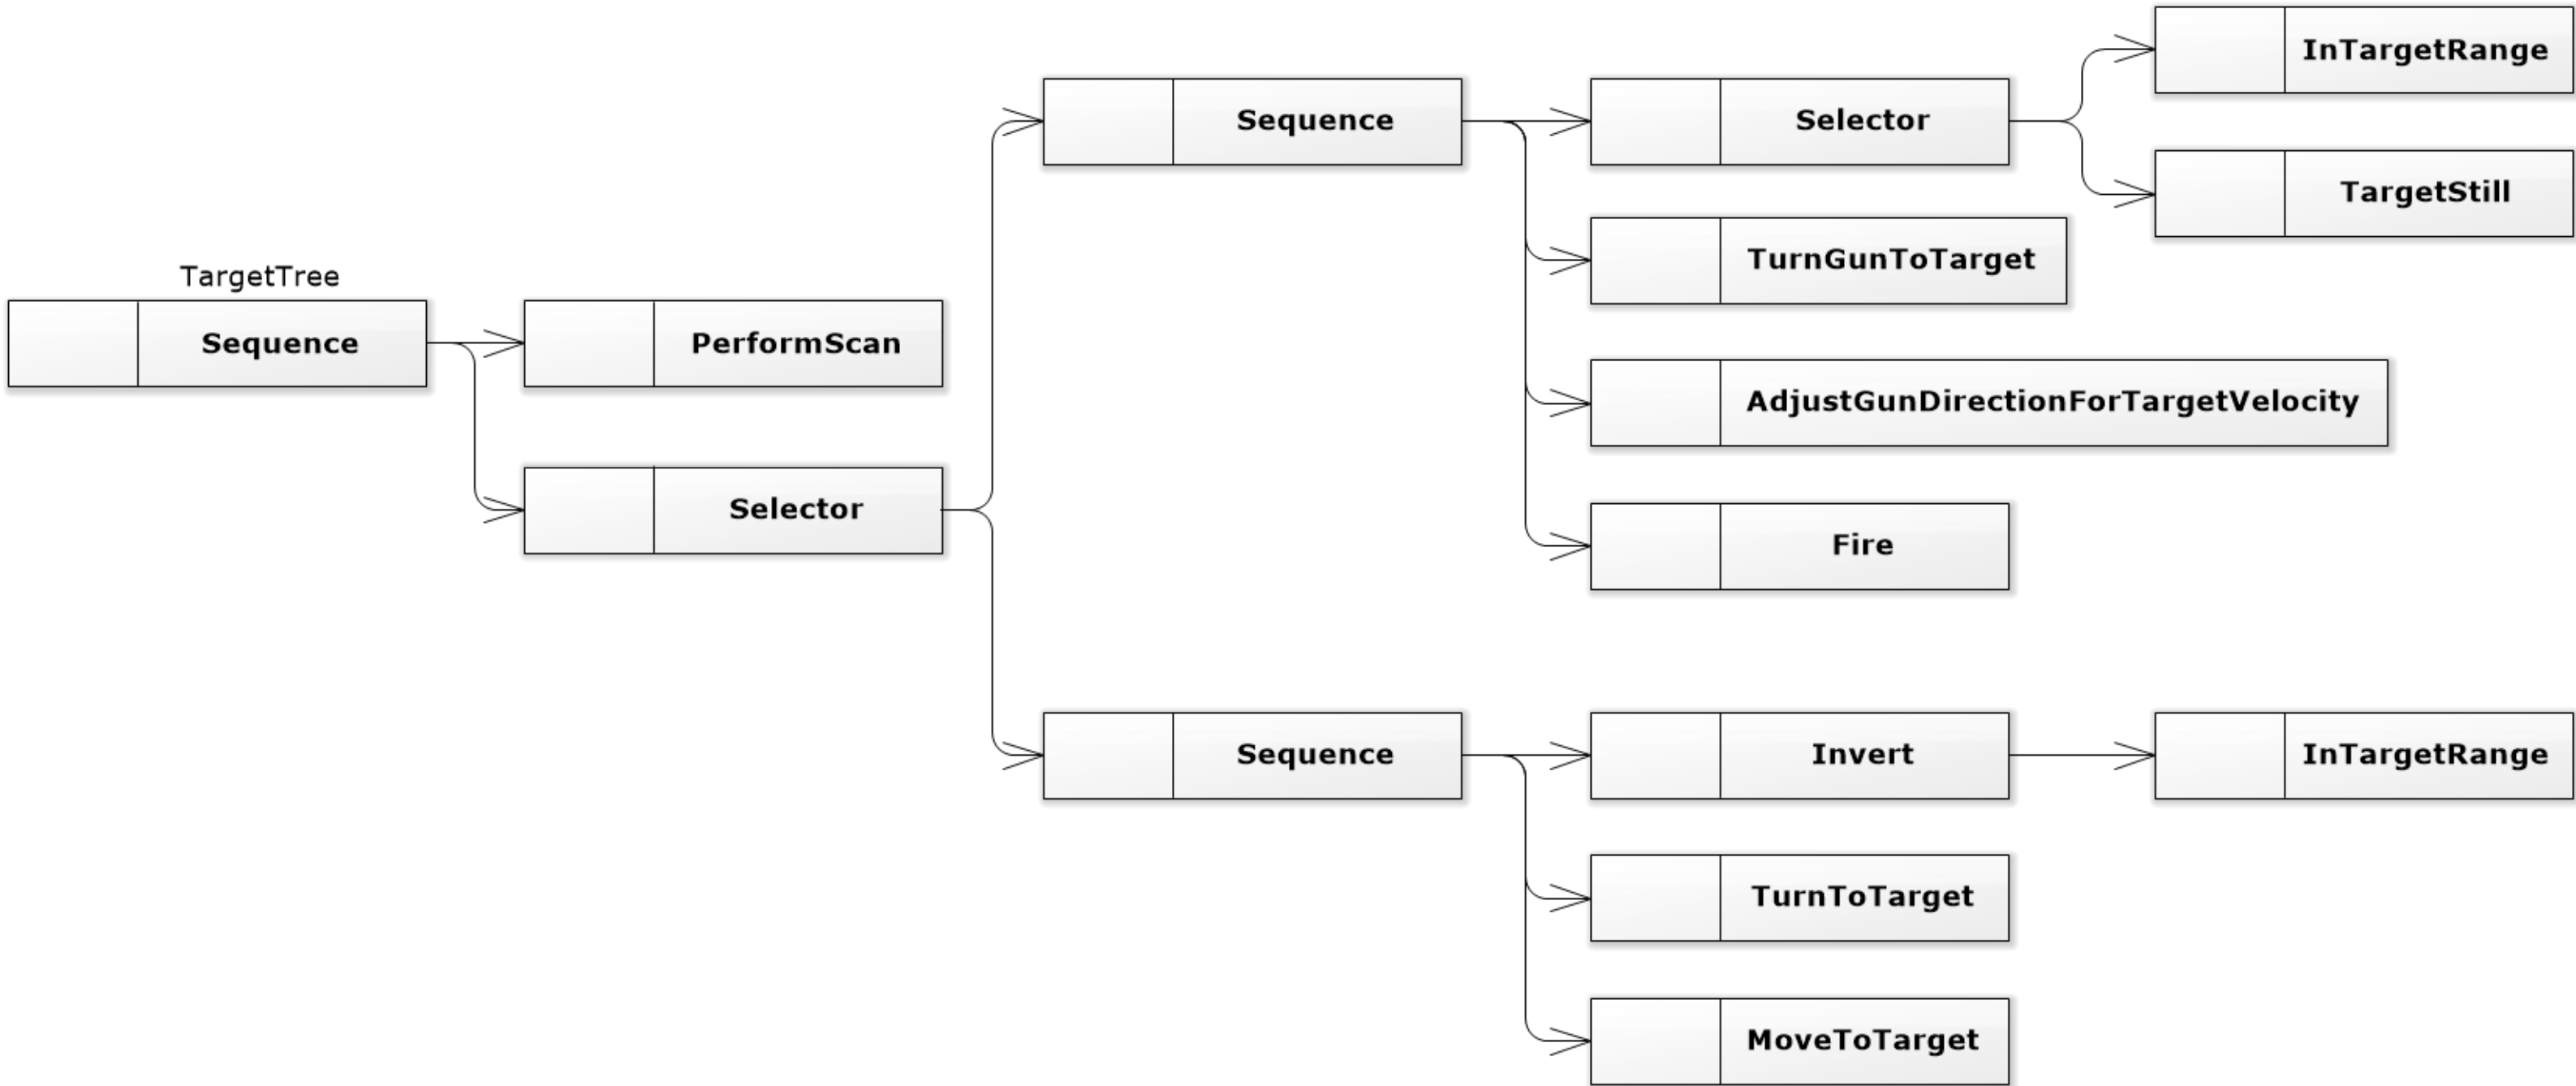 TargetTree
Sequence
PerformScan
Selector
Sequence
Selector
InTargetRange
TargetStill
TurnGunToTarget
AdjustGunDirectionForTargetVelocity
Fire
Sequence
Invert
InTargetRange
TurnToTarget
MoveToTarget